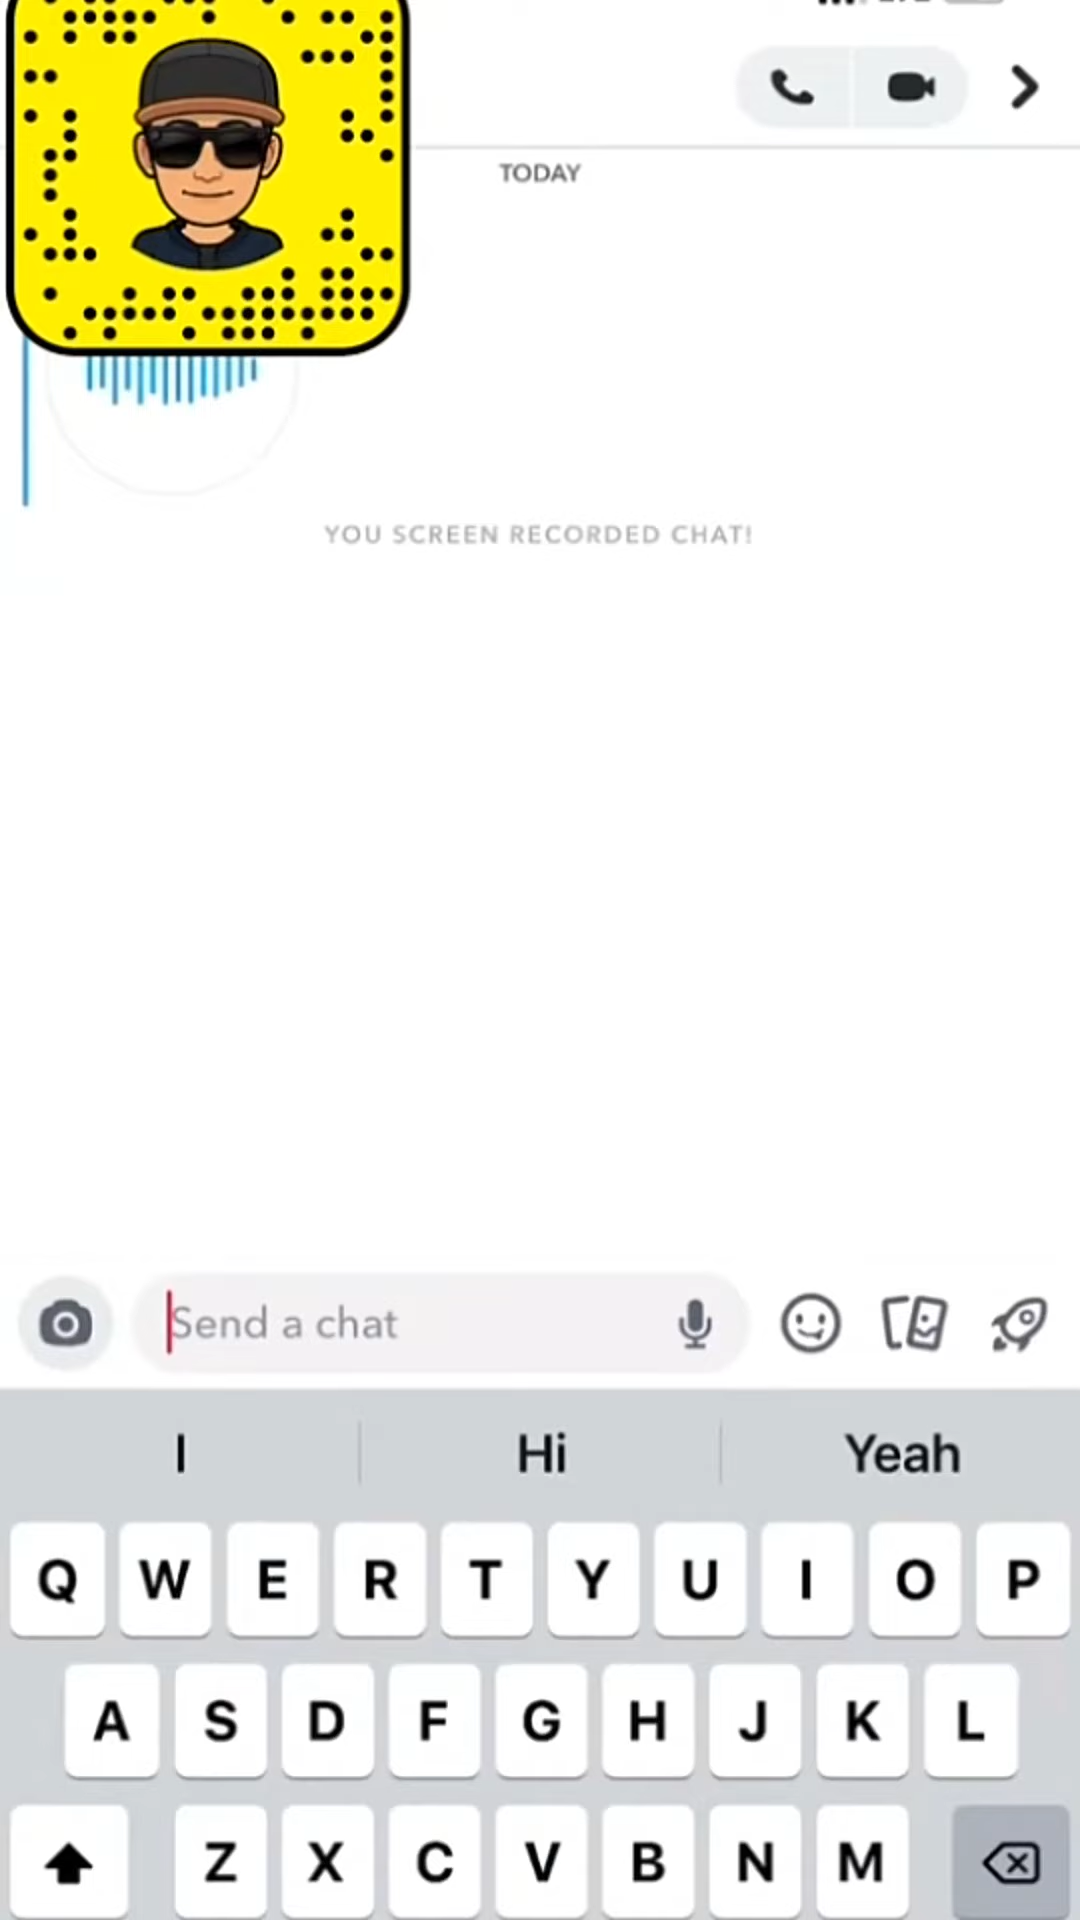 TODAY
YOU SCREEN RECORDED CHAT!
Send a chat
I Hi Yeah
Q W E R T Y U I O P
A S D F G H J K L
Z X C V B N M